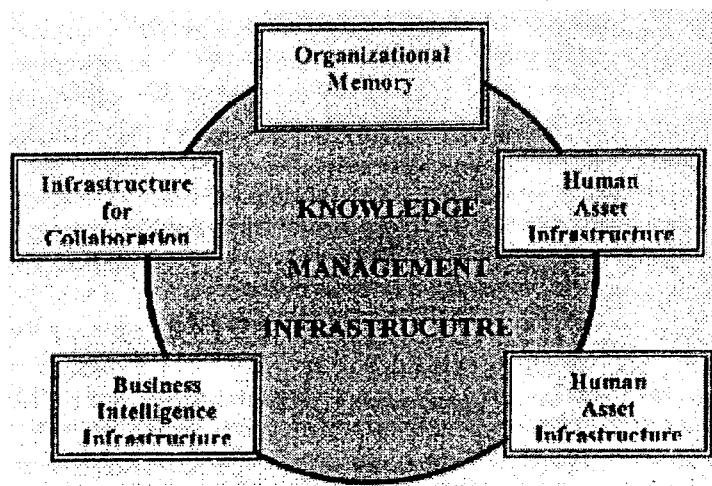 Organizational
Memory
Infrastructure
for
Collaboration
Human
Asset
Infrastructure
KNOWLEDGE
MANAGEMENT
INFRASTRUCUTRE
Business
Intelligence
Infrastructure
Human
Asset
Infrastructure